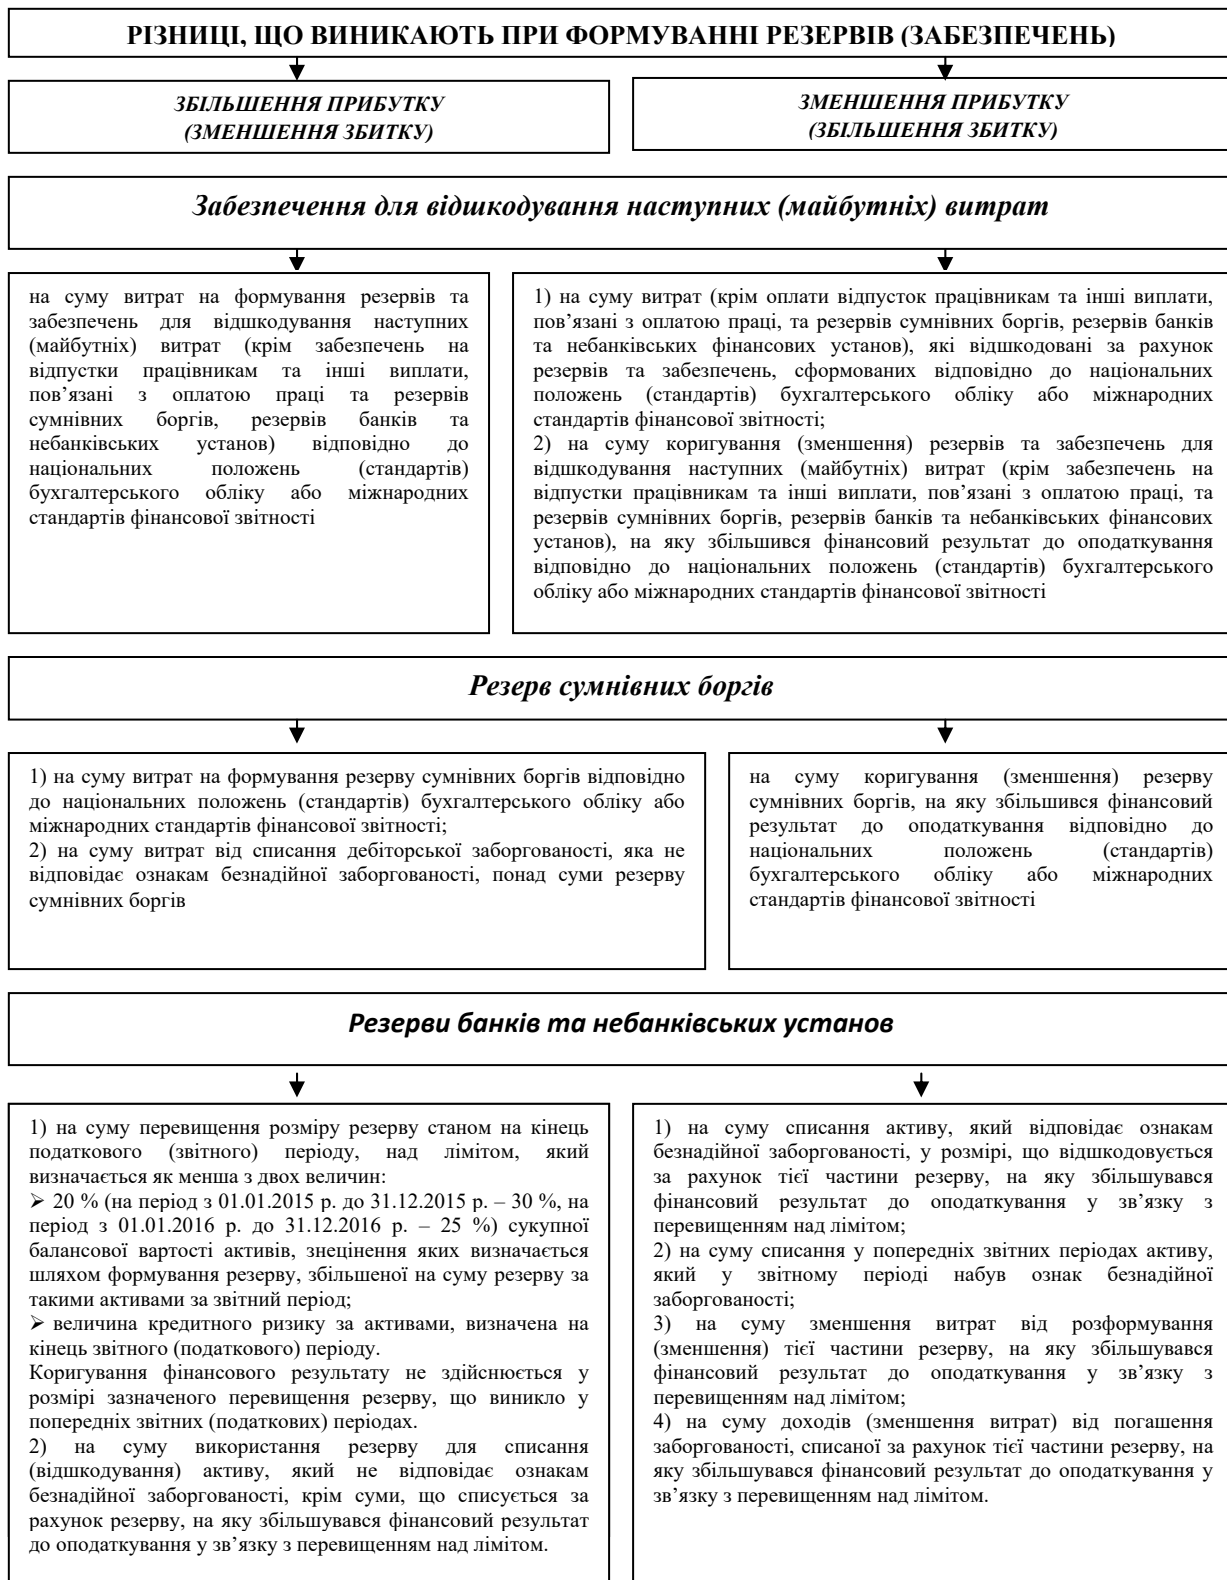 РІЗНИЦІ, ЩО ВИНИКАЮТЬ ПРИ ФОРМУВАННІ РЕЗЕРВІВ (ЗАБЕЗПЕЧЕНЬ)
ЗБІЛЬШЕННЯ ПРИБУТКУ
(ЗМЕНШЕННЯ ЗБИТКУ)
ЗМЕНШЕННЯ ПРИБУТКУ
(ЗБІЛЬШЕННЯ ЗБИТКУ)
Забезпечення для відшкодування наступних (майбутніх) витрат
на суму витрат на формування резервів та
забезпечень для відшкодування наступних
(майбутніх) витрат (крім забезпечень на
відпустки працівникам та інші виплати,
пов’язані з оплатою праці та резервів
сумнівних боргів, резервів банків та
небанківських установ) відповідно до
національних положень (стандартів)
бухгалтерського обліку або міжнародних
стандартів фінансової звітності
1) на суму витрат (крім оплати відпусток працівникам та інші виплати,
пов’язані з оплатою праці, та резервів сумнівних боргів, резервів банків
та небанківських фінансових установ), які відшкодовані за рахунок
резервів та забезпечень, сформованих відповідно до національних
положень (стандартів) бухгалтерського обліку або міжнародних
стандартів фінансової звітності;
2) на суму коригування (зменшення) резервів та забезпечень для
відшкодування наступних (майбутніх) витрат (крім забезпечень на
відпустки працівникам та інші виплати, пов’язані з оплатою праці, та
резервів сумнівних боргів, резервів банків та небанківських фінансових
установ), на яку збільшився фінансовий результат до оподаткування
відповідно до національних положень (стандартів) бухгалтерського
обліку або міжнародних стандартів фінансової звітності
Резерв сумнівних боргів
1) на суму витрат на формування резерву сумнівних боргів відповідно
до національних положень (стандартів) бухгалтерського обліку або
міжнародних стандартів фінансової звітності;
2) на суму витрат від списання дебіторської заборгованості, яка не
відповідає ознакам безнадійної заборгованості, понад суми резерву
сумнівних боргів
на суму коригування (зменшення) резерву
сумнівних боргів, на яку збільшився фінансовий
результат до оподаткування відповідно до
національних положень (стандартів)
бухгалтерського обліку або міжнародних
стандартів фінансової звітності
Резерви банків та небанківських установ
1) на суму перевищення розміру резерву станом на кінець
податкового (звітного) періоду, над лімітом, який
визначається як менша з двох величин:
➢ 20 % (на період з 01.01.2015 р. до 31.12.2015 р. – 30 %, на
період з 01.01.2016 р. до 31.12.2016 р. – 25 %) сукупної
балансової вартості активів, знецінення яких визначається
шляхом формування резерву, збільшеної на суму резерву за
такими активами за звітний період;
➢ величина кредитного ризику за активами, визначена на
кінець звітного (податкового) періоду.
Коригування фінансового результату не здійснюється у
розмірі зазначеного перевищення резерву, що виникло у
попередніх звітних (податкових) періодах.
2) на суму використання резерву для списання
(відшкодування) активу, який не відповідає ознакам
безнадійної заборгованості, крім суми, що списується за
рахунок резерву, на яку збільшувався фінансовий результат
до оподаткування у зв’язку з перевищенням над лімітом.
1) на суму списання активу, який відповідає ознакам
безнадійної заборгованості, у розмірі, що відшкодовується
за рахунок тієї частини резерву, на яку збільшувався
фінансовий результат до оподаткування у зв’язку з
перевищенням над лімітом;
2) на суму списання у попередніх звітних періодах активу,
який у звітному періоді набув ознак безнадійної
заборгованості;
3) на суму зменшення витрат від розформування
(зменшення) тієї частини резерву, на яку збільшувався
фінансовий результат до оподаткування у зв’язку з
перевищенням над лімітом;
4) на суму доходів (зменшення витрат) від погашення
заборгованості, списаної за рахунок тієї частини резерву, на
яку збільшувався фінансовий результат до оподаткування у
зв’язку з перевищенням над лімітом.